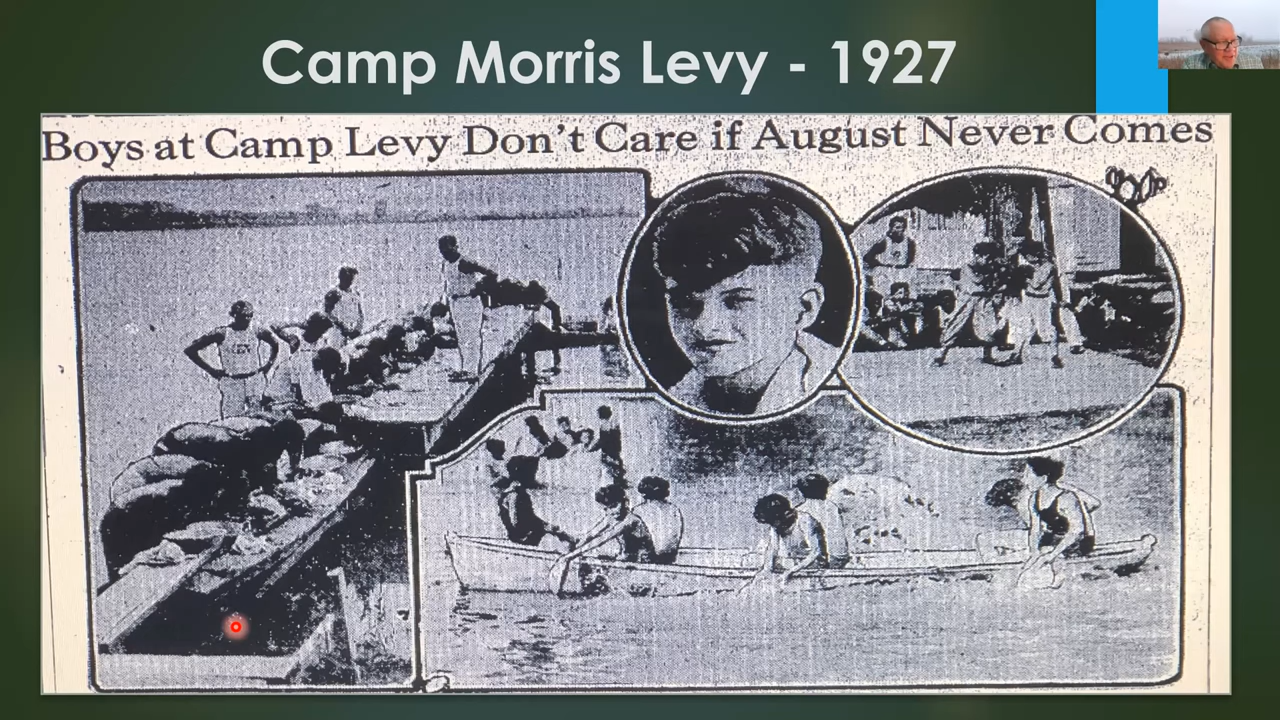 Camp Morris Levy - 1927
Boys at Camp Levy Don't Care if August Never Comes